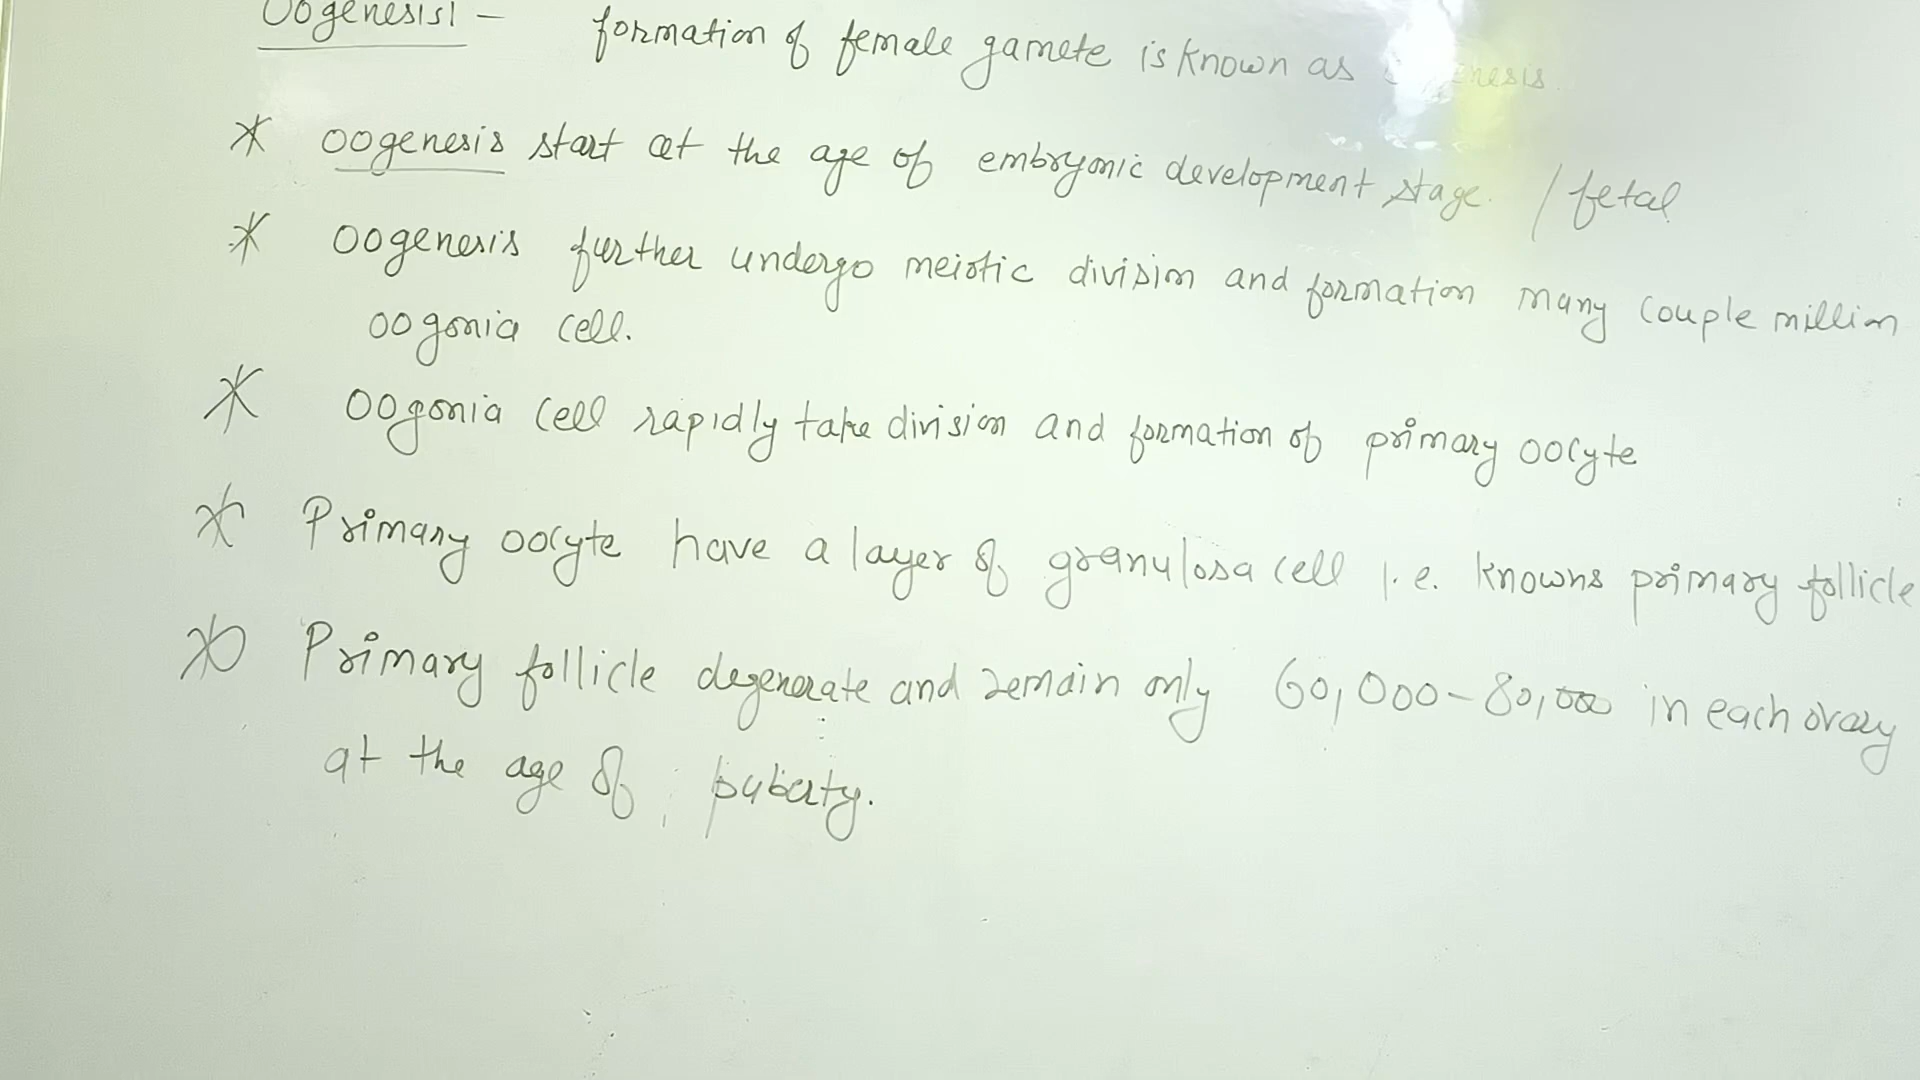 Oogenesis:- formation of female gamete is known as
* oogenesis start at the age of embryonic development stage. / fetal
* oogenesis further undergo meiotic division and formation many couple million
oogonia cell.
* oogonia cell rapidly take division and formation of primary oocyte
* Primary oocyte have a layer of granulosa cell i.e. knowns primary follicle
* Primary follicle degenerate and remain only 60,000-80,000 in each ovary
at the age of puberty.